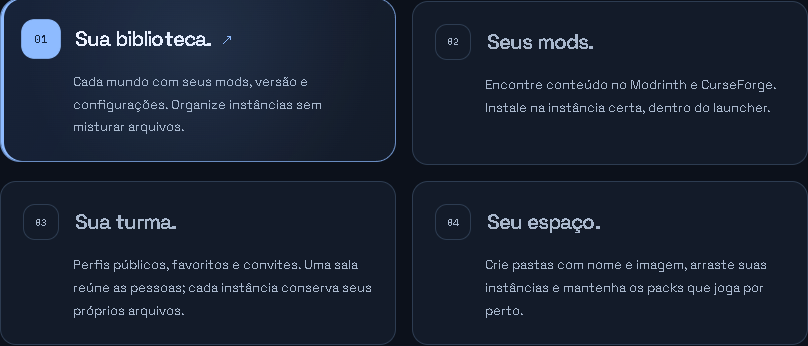 01 Sua biblioteca. ↗
Cada mundo com seus mods, versão e
configurações. Organize instâncias sem
misturar arquivos.
02 Seus mods.
Encontre conteúdo no Modrinth e CurseForge.
Instale na instância certa, dentro do launcher.
03 Sua turma.
Perfis públicos, favoritos e convites. Uma sala
reúne as pessoas; cada instância conserva seus
próprios arquivos.
04 Seu espaço.
Crie pastas com nome e imagem, arraste suas
instâncias e mantenha os packs que joga por
perto.